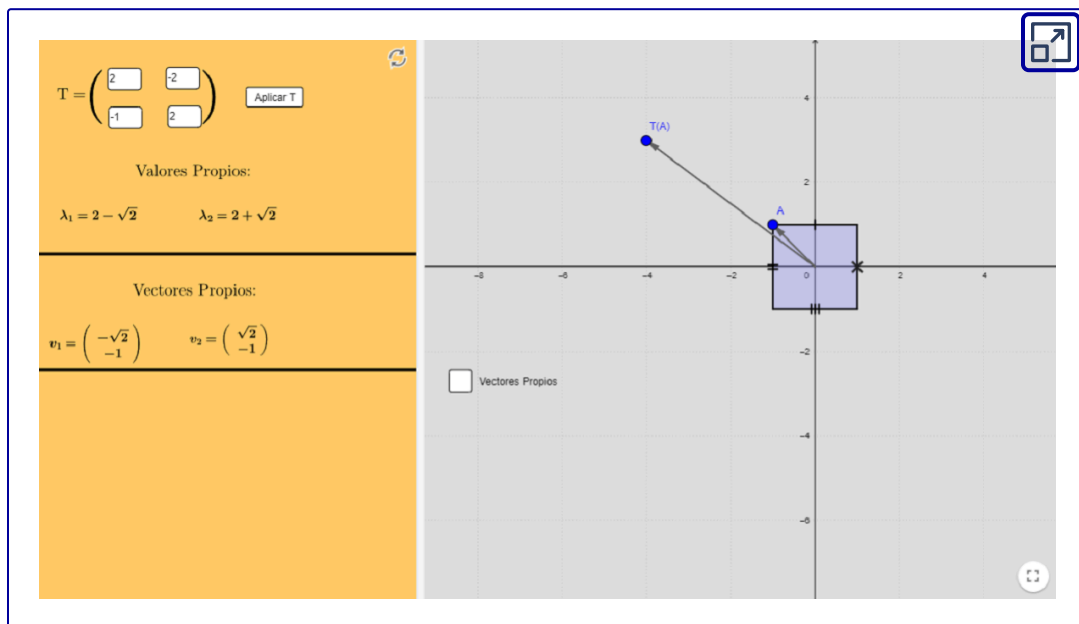 T = ( 2 -2
-1 2 ) Aplicar T
Valores Propios:
λ₁ = 2 − √2 λ₂ = 2 + √2
Vectores Propios:
v₁ = ( −√2
−1 ) v₂ = ( √2
−1 )
4
T(A)
2
A
−8 −6 −4 −2 0 2 4
−2
Vectores Propios
−4
−6